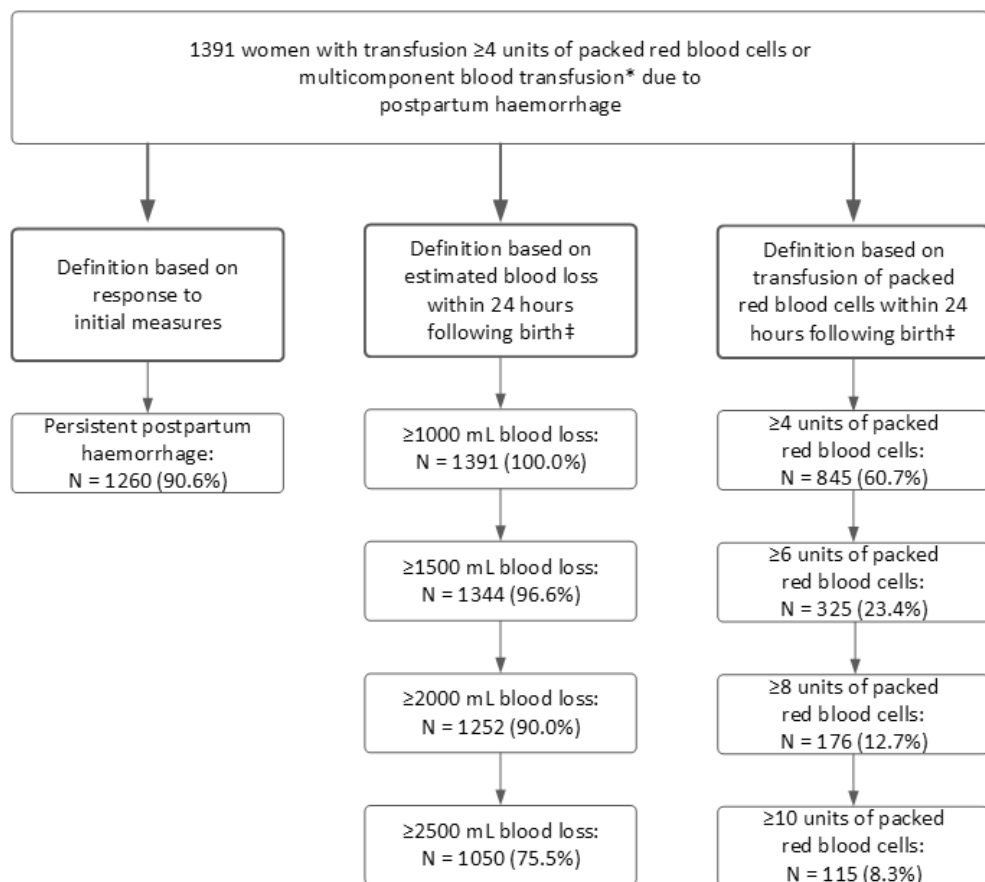 1391 women with transfusion ≥4 units of packed red blood cells or
multicomponent blood transfusion* due to
postpartum haemorrhage
Definition based on
response to
initial measures
Persistent postpartum
haemorrhage:
N = 1260 (90.6%)
Definition based on
estimated blood loss
within 24 hours
following birth‡
≥1000 mL blood loss:
N = 1391 (100.0%)
≥1500 mL blood loss:
N = 1344 (96.6%)
≥2000 mL blood loss:
N = 1252 (90.0%)
≥2500 mL blood loss:
N = 1050 (75.5%)
Definition based on
transfusion of packed
red blood cells within 24
hours following birth‡
≥4 units of packed
red blood cells:
N = 845 (60.7%)
≥6 units of packed
red blood cells:
N = 325 (23.4%)
≥8 units of packed
red blood cells:
N = 176 (12.7%)
≥10 units of packed
red blood cells:
N = 115 (8.3%)